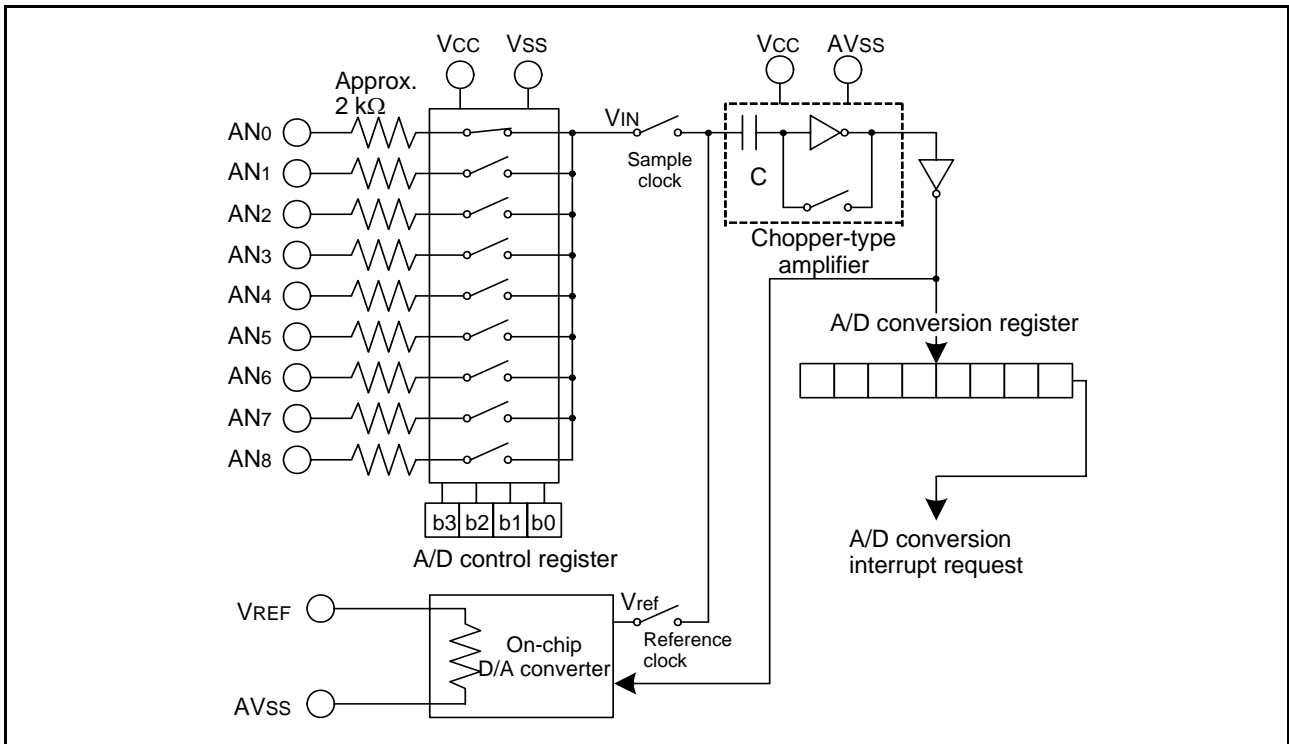 VCC VSS
VCC AVSS
Approx.
2 kΩ
AN0
AN1
AN2
AN3
AN4
AN5
AN6
AN7
AN8
VIN
Sample
clock
C
Chopper-type
amplifier
A/D conversion register
b3 b2 b1 b0
A/D control register
A/D conversion
interrupt request
VREF
AVSS
On-chip
D/A converter
Vref
Reference
clock